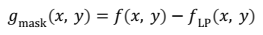 g_mask(x, y) = f(x, y) − f_LP(x, y)